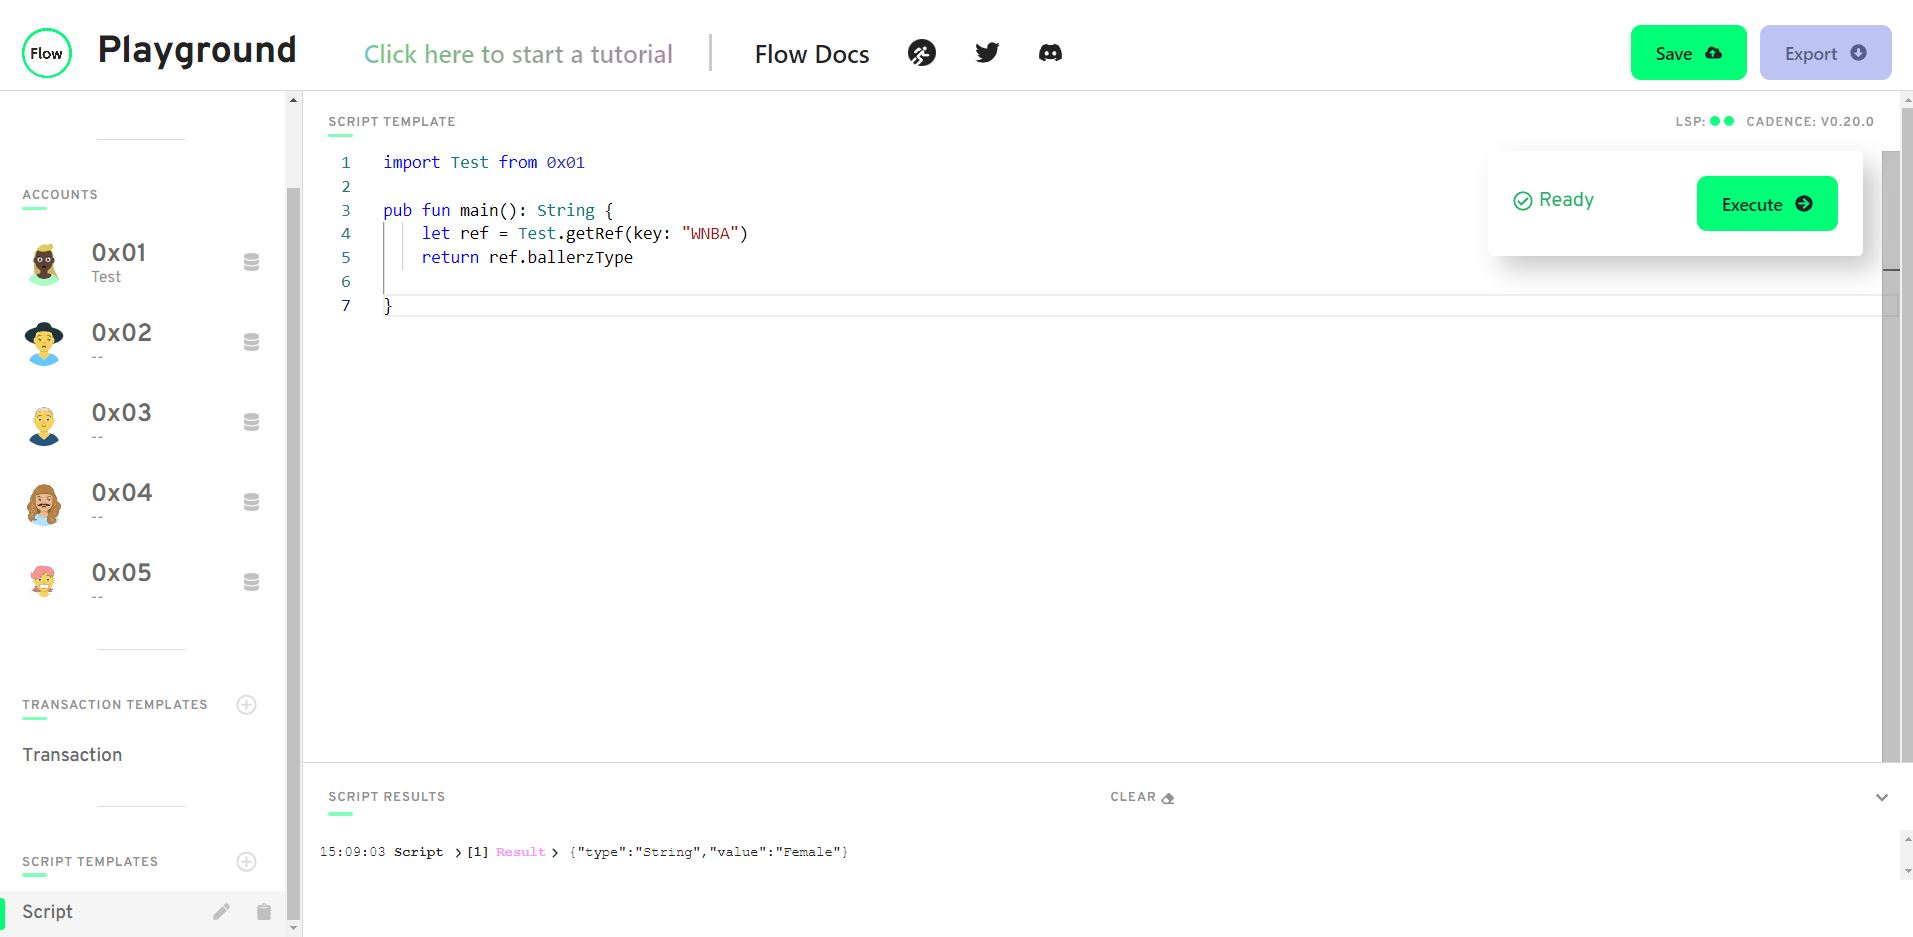 Flow
Playground
Click here to start a tutorial
Flow Docs
Save
Export
ACCOUNTS
0x01
Test
0x02
--
0x03
--
0x04
--
0x05
--
TRANSACTION TEMPLATES
Transaction
SCRIPT TEMPLATES
Script
SCRIPT TEMPLATE
LSP:
CADENCE: V0.20.0
1 import Test from 0x01
2
3 pub fun main(): String {
4 let ref = Test.getRef(key: "WNBA")
5 return ref.ballerzType
6
7 }
Ready
Execute
SCRIPT RESULTS
CLEAR
15:09:03 Script > [1] Result > {"type":"String","value":"Female"}